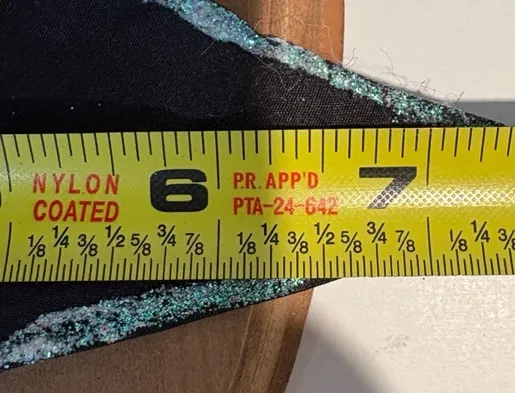 NYLON 6 P.R. APP'D 7
COATED PTA-24-642
1/8 1/4 3/8 1/2 5/8 3/4 7/8 1/8 1/4 3/8 1/2 5/8 3/4 7/8 1/8 1/4 3/8